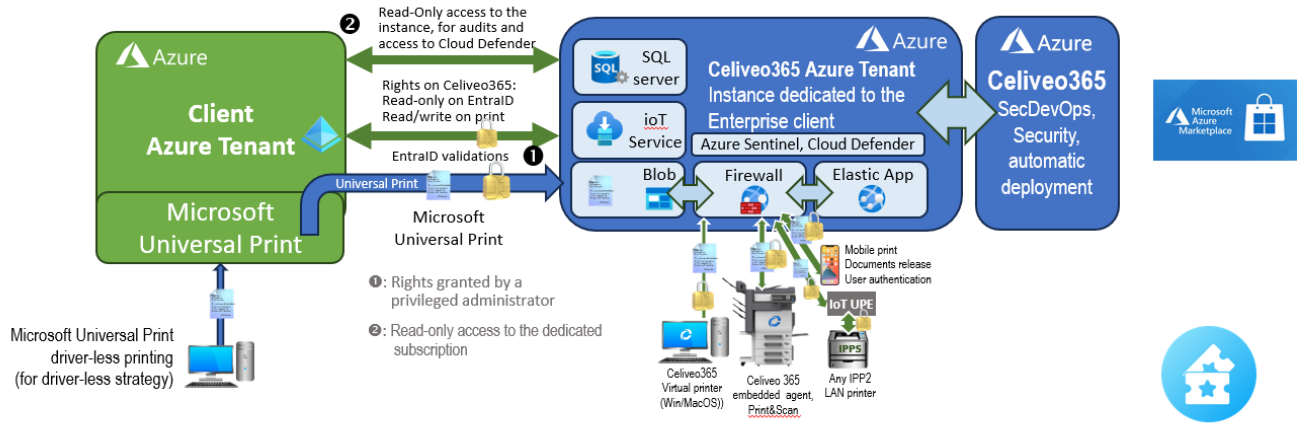 ❷
Read-Only access to the
instance, for audits and
access to Cloud Defender
Azure
Client
Azure Tenant
Rights on Celiveo365:
Read-only on EntraID
Read/write on print
EntraID validations
❶
Universal Print
Microsoft
Universal Print
Microsoft
Universal Print
❶: Rights granted by a
privileged administrator
❷: Read-only access to the dedicated
subscription
Microsoft Universal Print
driver-less printing
(for driver-less strategy)
Azure
SQL
SQL
server
Celiveo365 Azure Tenant
Instance dedicated to the
Enterprise client
ioT
Service
Azure Sentinel, Cloud Defender
Blob
Firewall
Elastic App
Azure
Celiveo365
SecDevOps,
Security,
automatic
deployment
Microsoft
Azure
Marketplace
Mobile print
Documents release
User authentication
IoT UPE
IPPS
Celiveo365
Virtual printer
(Win/MacOS))
Celiveo 365
embedded agent,
Print&Scan
Any IPP2
LAN printer